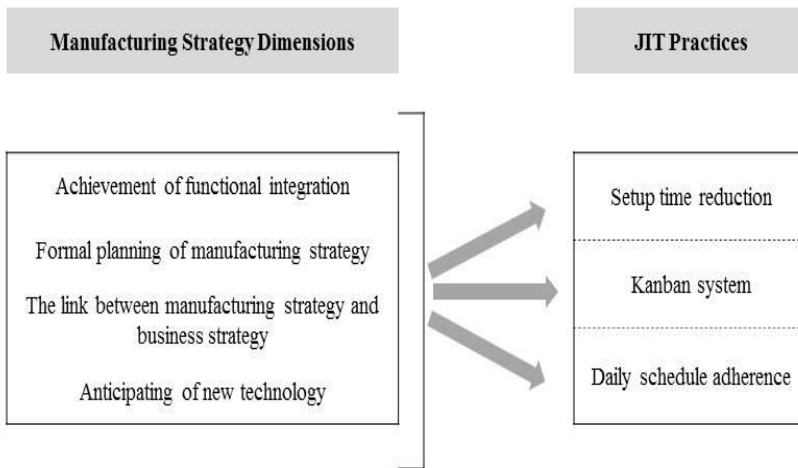 Manufacturing Strategy Dimensions
JIT Practices
Achievement of functional integration
Formal planning of manufacturing strategy
The link between manufacturing strategy and
business strategy
Anticipating of new technology
Setup time reduction
Kanban system
Daily schedule adherence